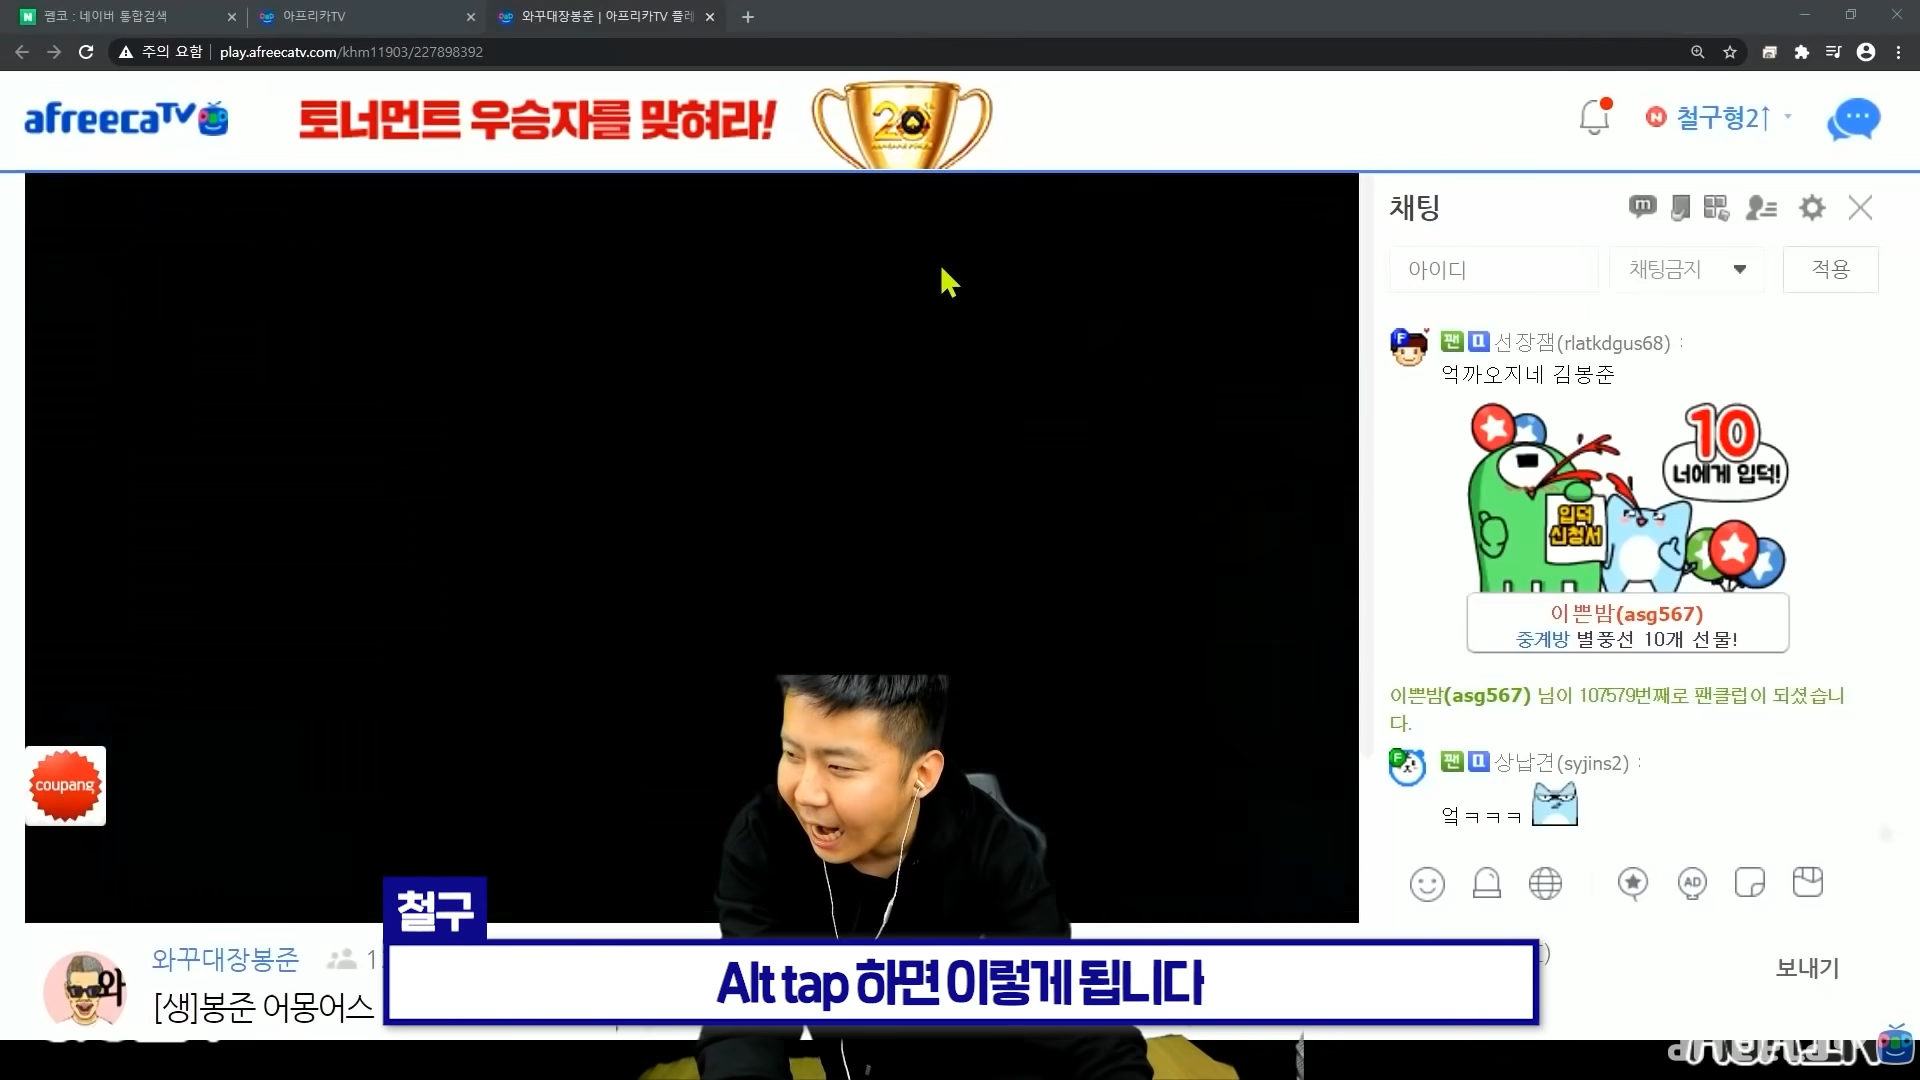 펨코 : 네이버 통합검색
아프리카TV
와꾸대장봉준 | 아프리카TV 플레
주의 요함
play.afreecatv.com/khm11903/227898392
afreecaTV
토너먼트 우승자를 맞혀라!
철구형2↑
채팅
아이디
채팅금지
적용
팬 선장잼(rlatkdgus68) :
억까오지네 김봉준
10
너에게 입덕!
입덕
신청서
이쁜밤(asg567)
중계방 별풍선 10개 선물!
이쁜밤(asg567) 님이 107579번째로 팬클럽이 되셨습니
다.
팬 상납견(syjins2) :
엌ㅋㅋㅋ
AD
coupang
철구
Alt tap 하면 이렇게 됩니다
와꾸대장봉준
와
[생]봉준 어몽어스
보내기